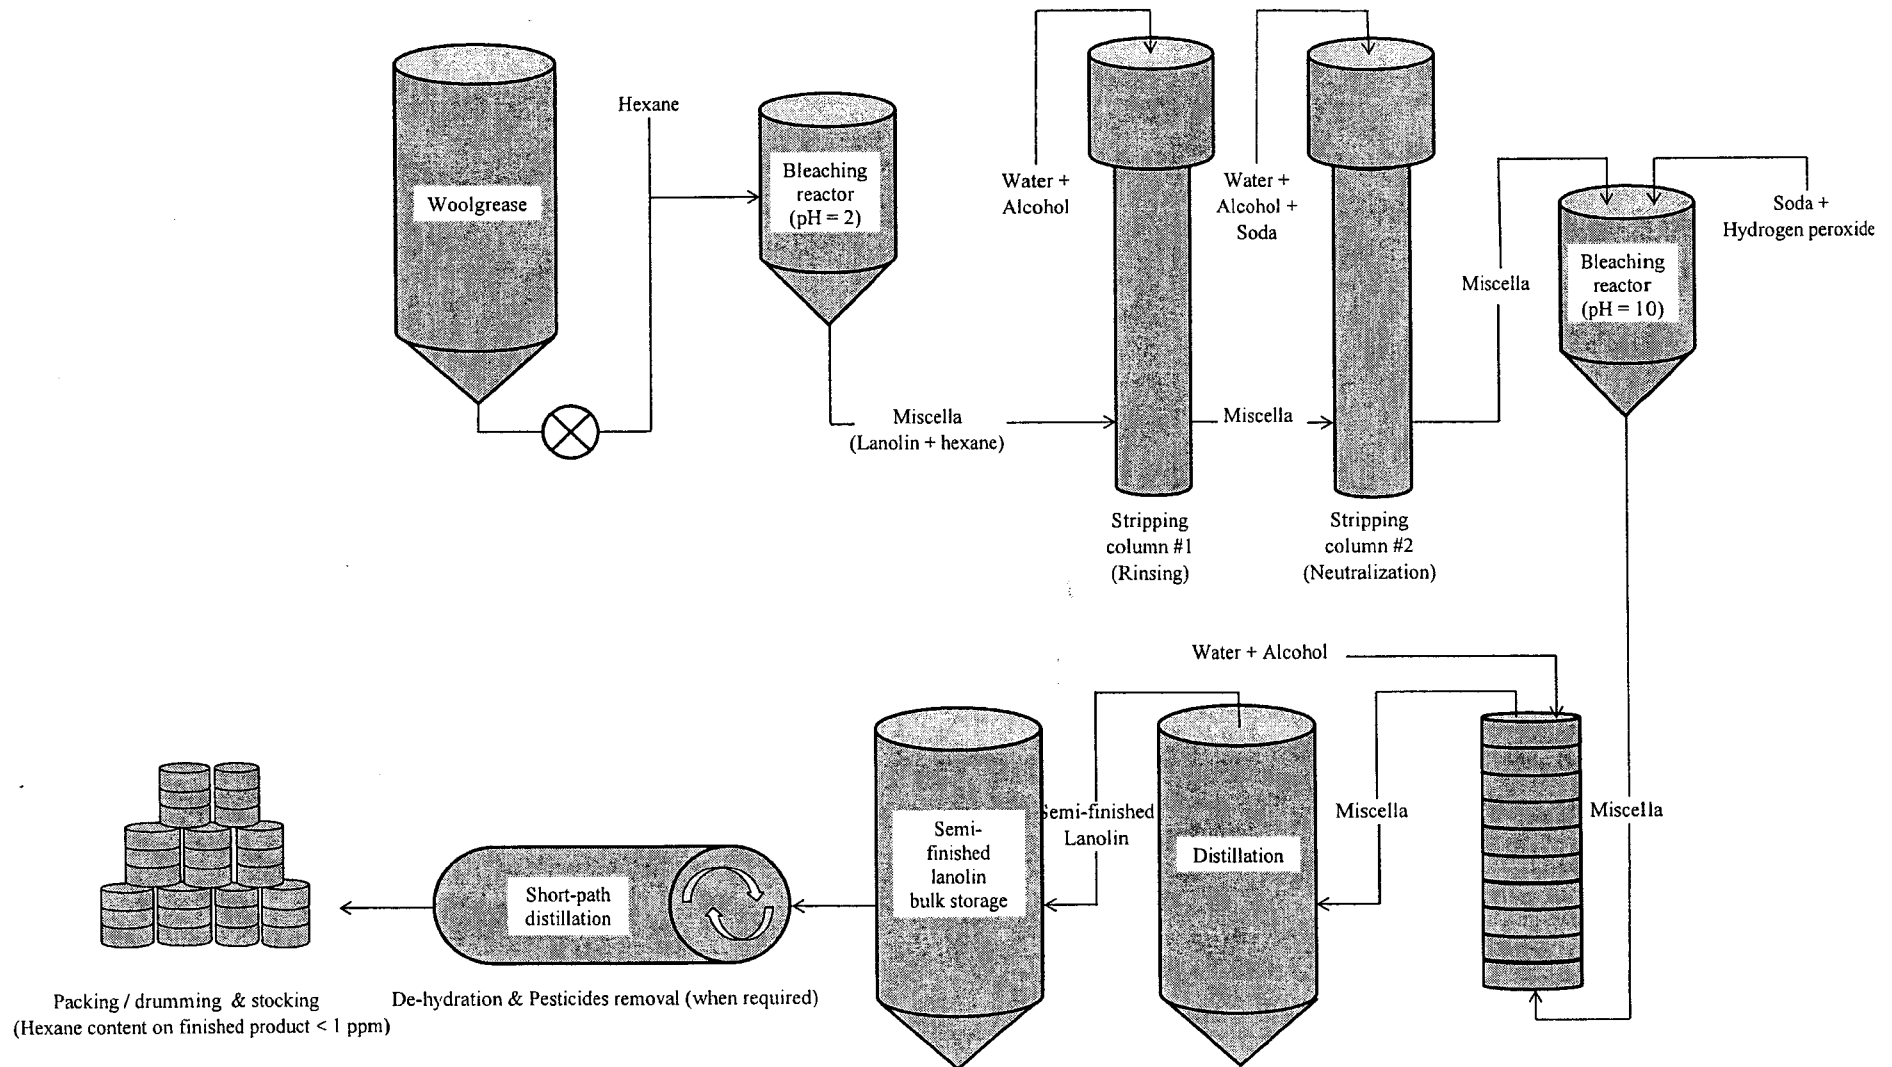 Woolgrease
Hexane
Bleaching
reactor
(pH = 2)
Miscella
(Lanolin + hexane)
Water +
Alcohol
Stripping
column #1
(Rinsing)
Miscella
Water +
Alcohol +
Soda
Stripping
column #2
(Neutralization)
Miscella
Soda +
Hydrogen peroxide
Bleaching
reactor
(pH = 10)
Miscella
Water + Alcohol
Miscella
Distillation
Semi-finished
Lanolin
Semi-
finished
lanolin
bulk storage
Short-path
distillation
De-hydration & Pesticides removal (when required)
Packing / drumming & stocking
(Hexane content on finished product < 1 ppm)